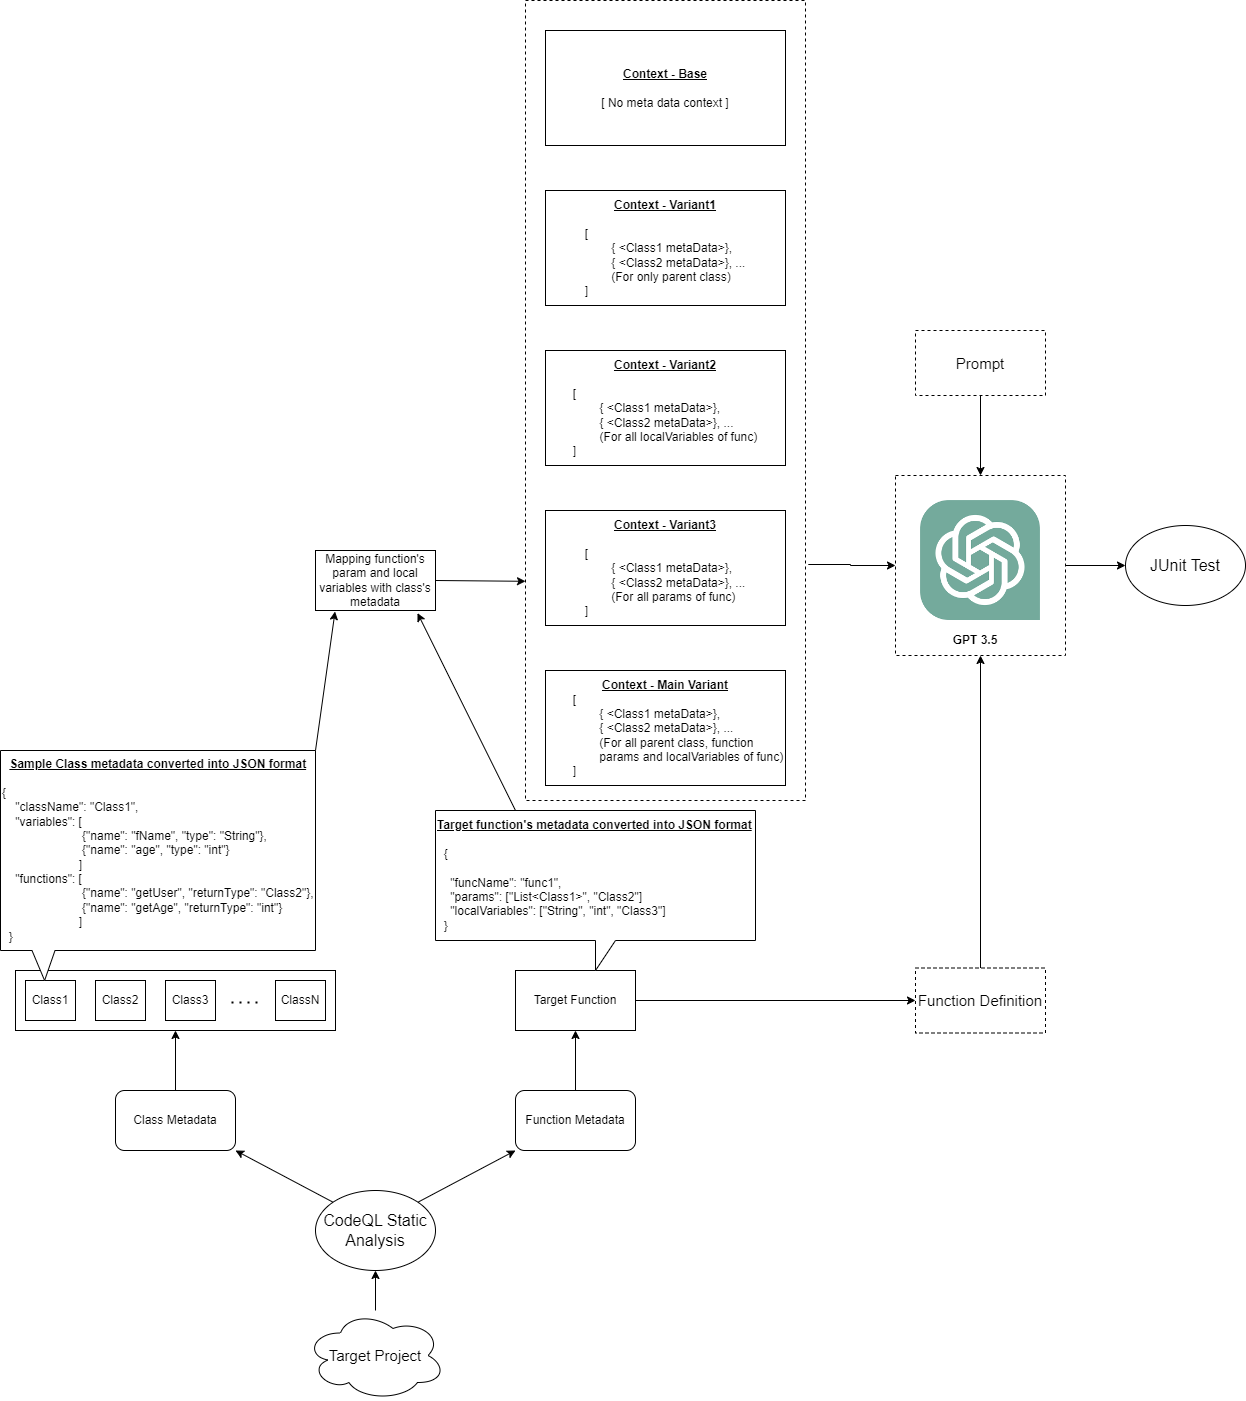 Context - Base
[ No meta data context ]
Context - Variant1
[
{ <Class1 metaData>},
{ <Class2 metaData>}, ...
(For only parent class)
]
Context - Variant2
[
{ <Class1 metaData>},
{ <Class2 metaData>}, ...
(For all localVariables of func)
]
Context - Variant3
[
{ <Class1 metaData>},
{ <Class2 metaData>}, ...
(For all params of func)
]
Context - Main Variant
[
{ <Class1 metaData>},
{ <Class2 metaData>}, ...
(For all parent class, function
params and localVariables of func)
]
Prompt
GPT 3.5
JUnit Test
Mapping function's
param and local
variables with class's
metadata
Sample Class metadata converted into JSON format
{
"className": "Class1",
"variables": [
{"name": "fName", "type": "String"},
{"name": "age", "type": "int"}
]
"functions": [
{"name": "getUser", "returnType": "Class2"},
{"name": "getAge", "returnType": "int"}
]
}
Target function's metadata converted into JSON format
{
"funcName": "func1",
"params": ["List<Class1>", "Class2"]
"localVariables": ["String", "int", "Class3"]
}
Class1
Class2
Class3
....
ClassN
Target Function
Function Definition
Class Metadata
Function Metadata
CodeQL Static
Analysis
Target Project